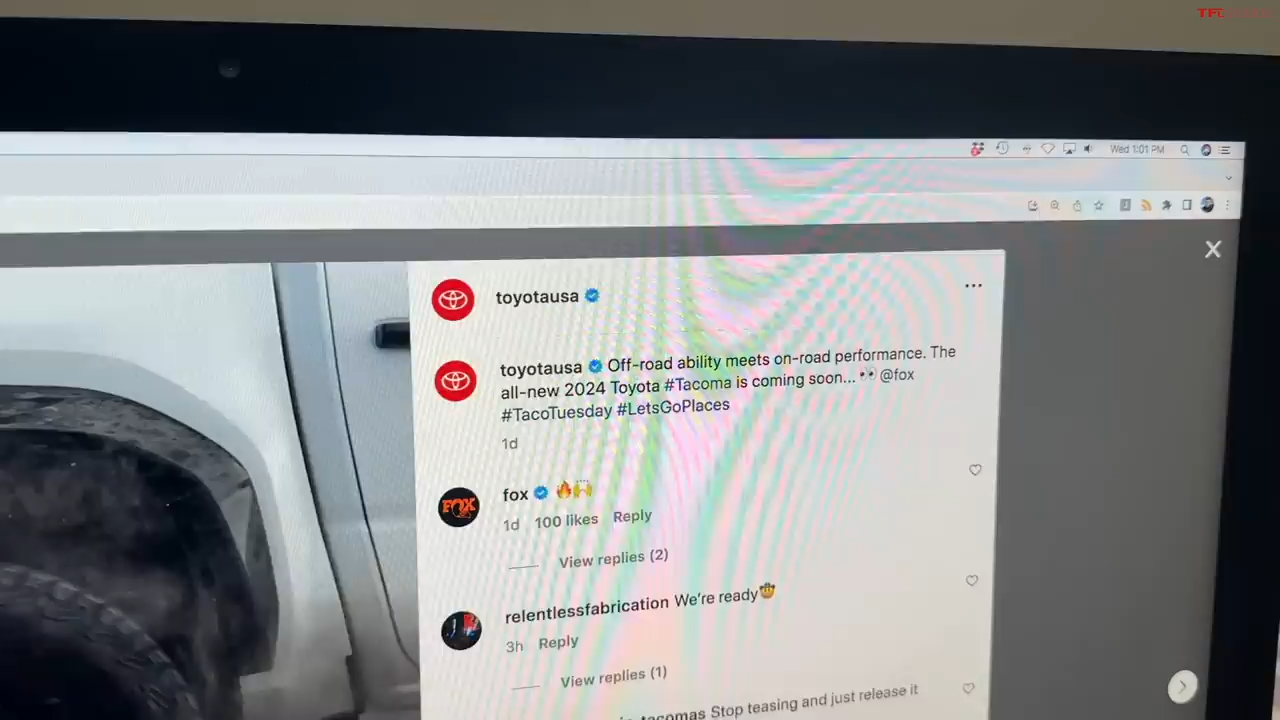 TFL
Wed 1:01 PM
toyotausa
toyotausa Off-road ability meets on-road performance. The
all-new 2024 Toyota #Tacoma is coming soon... 👀 @fox
#TacoTuesday #LetsGoPlaces
1d
FOX
fox 🔥🙌
1d 100 likes Reply
View replies (2)
relentlessfabrication We're ready🤠
3h Reply
View replies (1)
tacomas Stop teasing and just release it